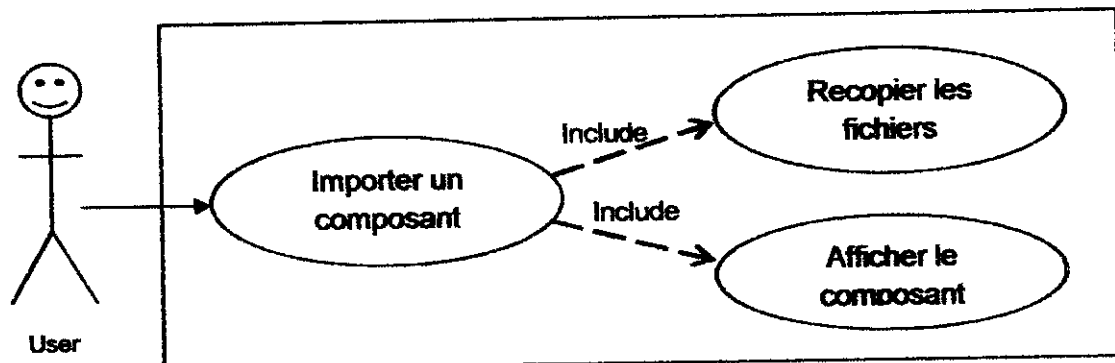 Recopier les
fichiers
Include
Importer un
composant
Include
Afficher le
composant
User